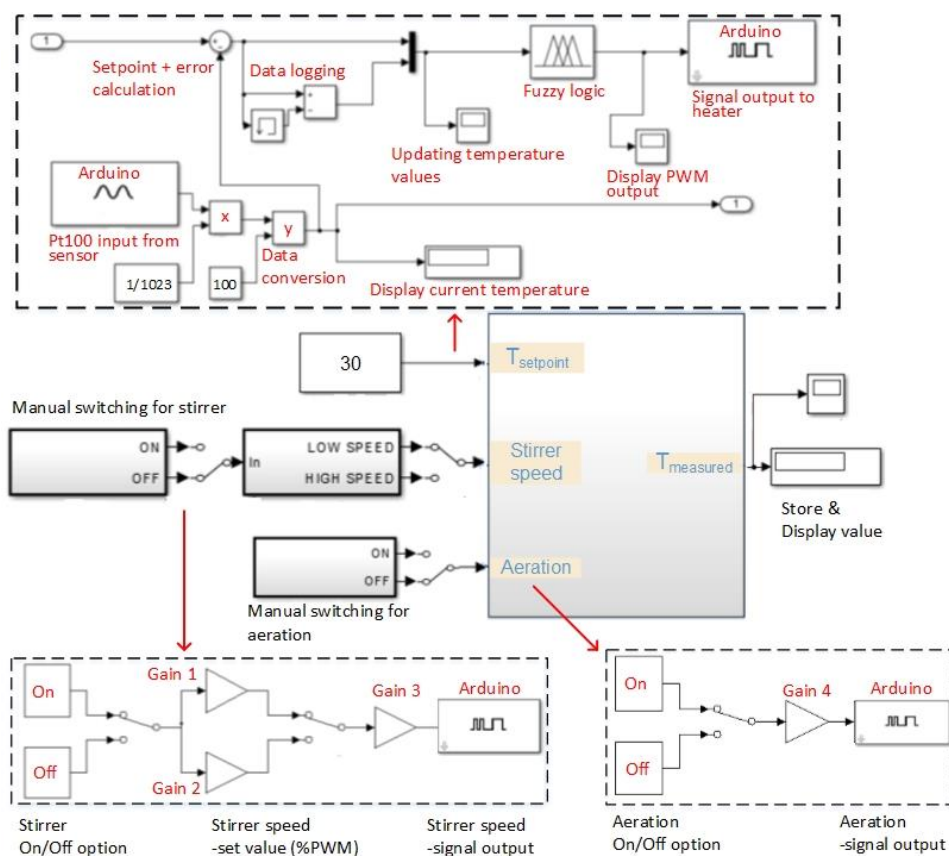 1
Setpoint + error
calculation
Data logging
Fuzzy logic
Arduino
Signal output to
heater
Updating temperature
values
Display PWM
output
Arduino
Pt100 input from
sensor
x
y
1
1/1023
100
Data
conversion
Display current temperature
30
T setpoint
Manual switching for stirrer
ON
OFF
In
LOW SPEED
HIGH SPEED
Stirrer
speed
T measured
Store &
Display value
ON
OFF
Aeration
Manual switching for
aeration
On
Off
Gain 1
Gain 2
Gain 3
Arduino
Stirrer
On/Off option
Stirrer speed
-set value (%PWM)
Stirrer speed
-signal output
On
Off
Gain 4
Arduino
Aeration
On/Off option
Aeration
-signal output